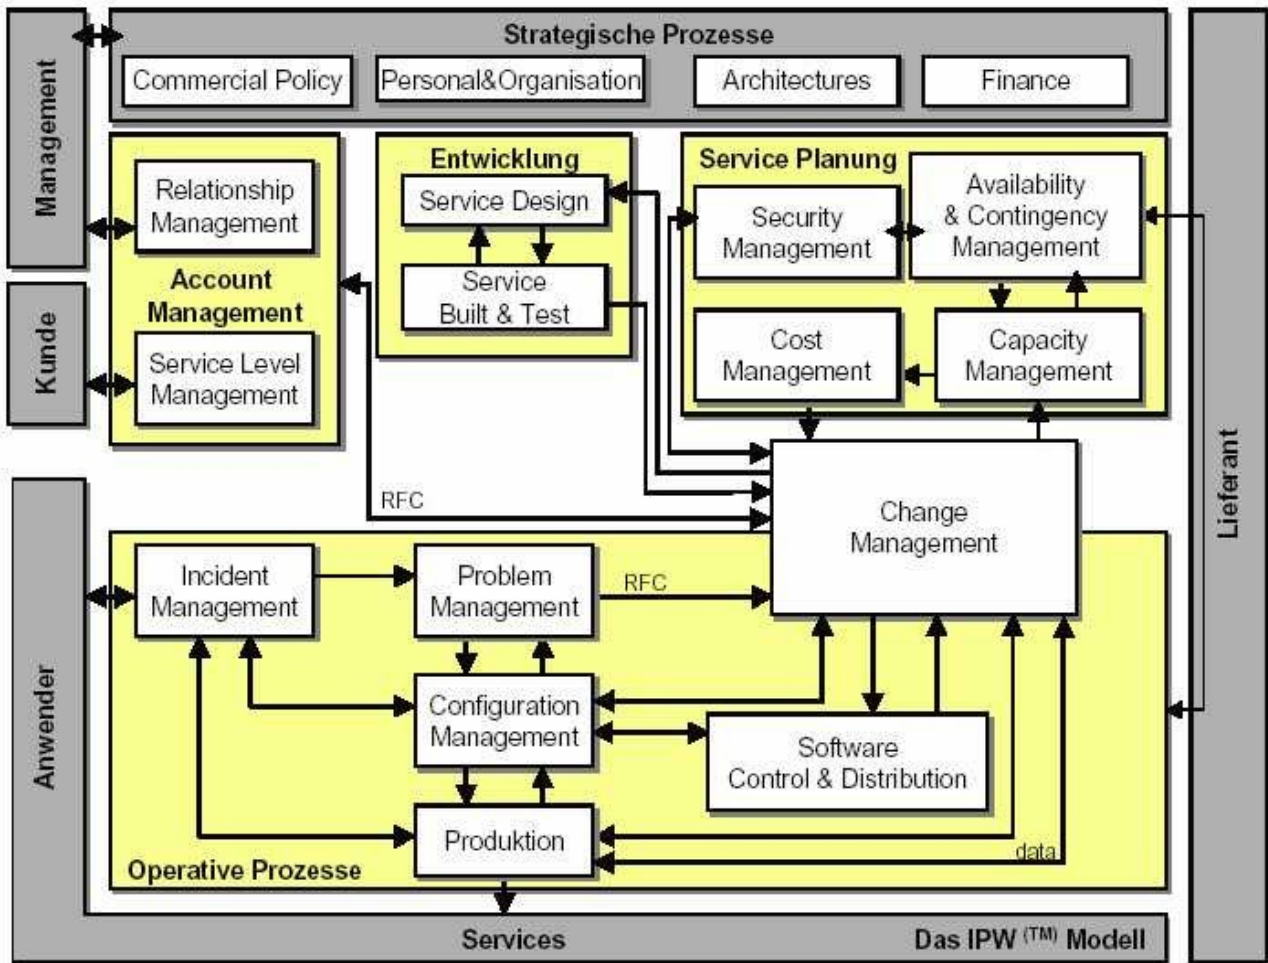 Strategische Prozesse
Commercial Policy
Personal&Organisation
Architectures
Finance
Management
Kunde
Anwender
Lieferant
Relationship
Management
Account
Management
Service Level
Management
Entwicklung
Service Design
Service
Built & Test
Service Planung
Security
Management
Availability
& Contingency
Management
Cost
Management
Capacity
Management
RFC
Change
Management
Incident
Management
Problem
Management
RFC
Configuration
Management
Software
Control & Distribution
Produktion
data
Operative Prozesse
Services
Das IPW (TM) Modell